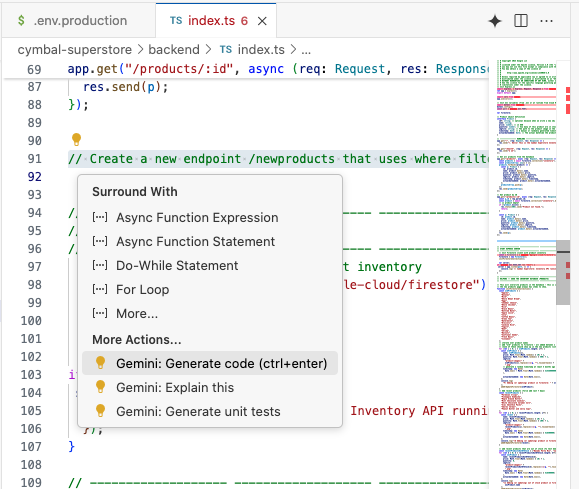 $ .env.production
index.ts 6
cymbal-superstore > backend > index.ts > ...
69 app.get("/products/:id", async (req: Request, res: Respons
87 res.send(p);
88 });
89
90
91 // Create a new endpoint /newproducts that uses where filt
92
93
94 //
95 //
96 //
97 t inventory
98 le-cloud/firestore")
99
100
101
102
103 i
104
105 Inventory API runni
106 });
107 }
108
109 //
Surround With
Async Function Expression
Async Function Statement
Do-While Statement
For Loop
More...
More Actions...
Gemini: Generate code (ctrl+enter)
Gemini: Explain this
Gemini: Generate unit tests